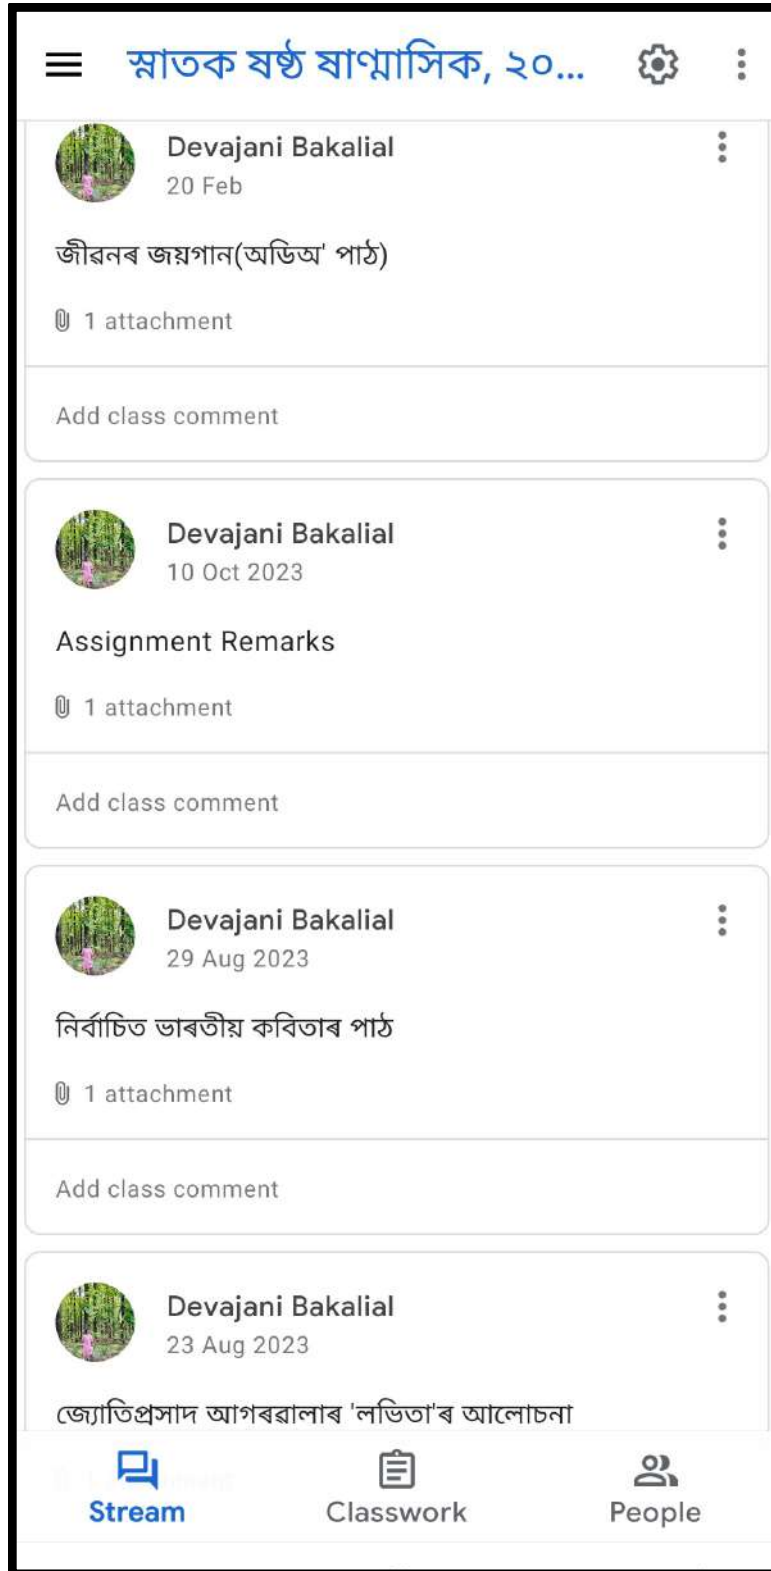 স্নাতক ষষ্ঠ ষাণ্মাসিক, ২০...
Devajani Bakalial
20 Feb
জীৱনৰ জয়গান(অডিঅ' পাঠ)
1 attachment
Add class comment
Devajani Bakalial
10 Oct 2023
Assignment Remarks
1 attachment
Add class comment
Devajani Bakalial
29 Aug 2023
নিৰ্বাচিত ভাৰতীয় কবিতাৰ পাঠ
1 attachment
Add class comment
Devajani Bakalial
23 Aug 2023
জ্যোতিপ্ৰসাদ আগৰৱালাৰ 'লভিতা'ৰ আলোচনা
Stream Classwork People